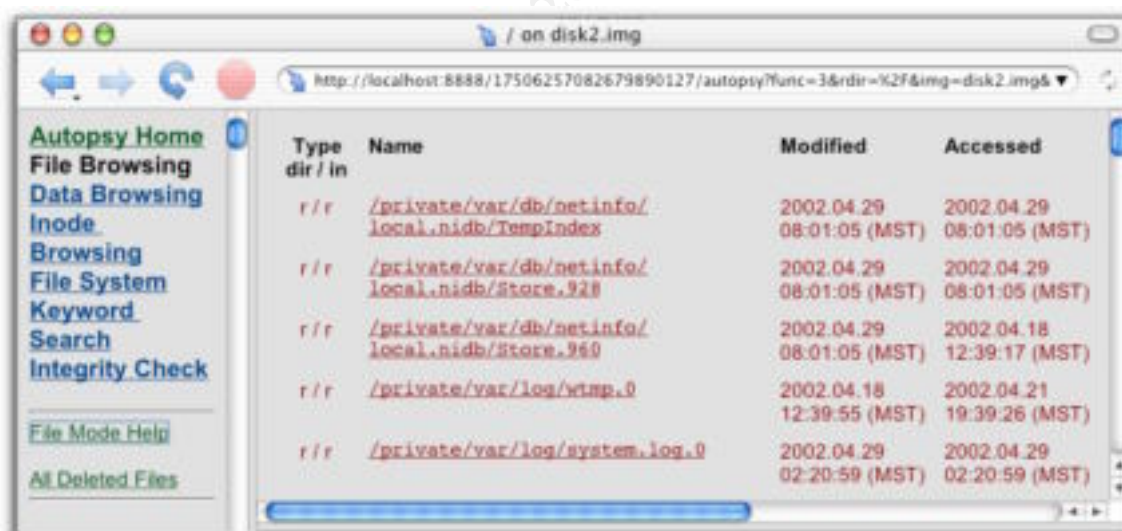 / on disk2.img
http://localhost:8888/17506257082679890127/autopsy?func=3&rdir=%2F&img=disk2.img&
Autopsy Home
File Browsing
Data Browsing
Inode
Browsing
File System
Keyword
Search
Integrity Check
File Mode Help
All Deleted Files
Type Name Modified Accessed
dir / in
r / r /private/var/db/netinfo/ 2002.04.29 2002.04.29
local.nidb/TempIndex 08:01:05 (MST) 08:01:05 (MST)
r / r /private/var/db/netinfo/ 2002.04.29 2002.04.29
local.nidb/Store.928 08:01:05 (MST) 08:01:05 (MST)
r / r /private/var/db/netinfo/ 2002.04.29 2002.04.18
local.nidb/Store.960 08:01:05 (MST) 12:39:17 (MST)
r / r /private/var/log/wtmp.0 2002.04.18 2002.04.21
12:39:55 (MST) 19:39:26 (MST)
r / r /private/var/log/system.log.0 2002.04.29 2002.04.29
02:20:59 (MST) 02:20:59 (MST)